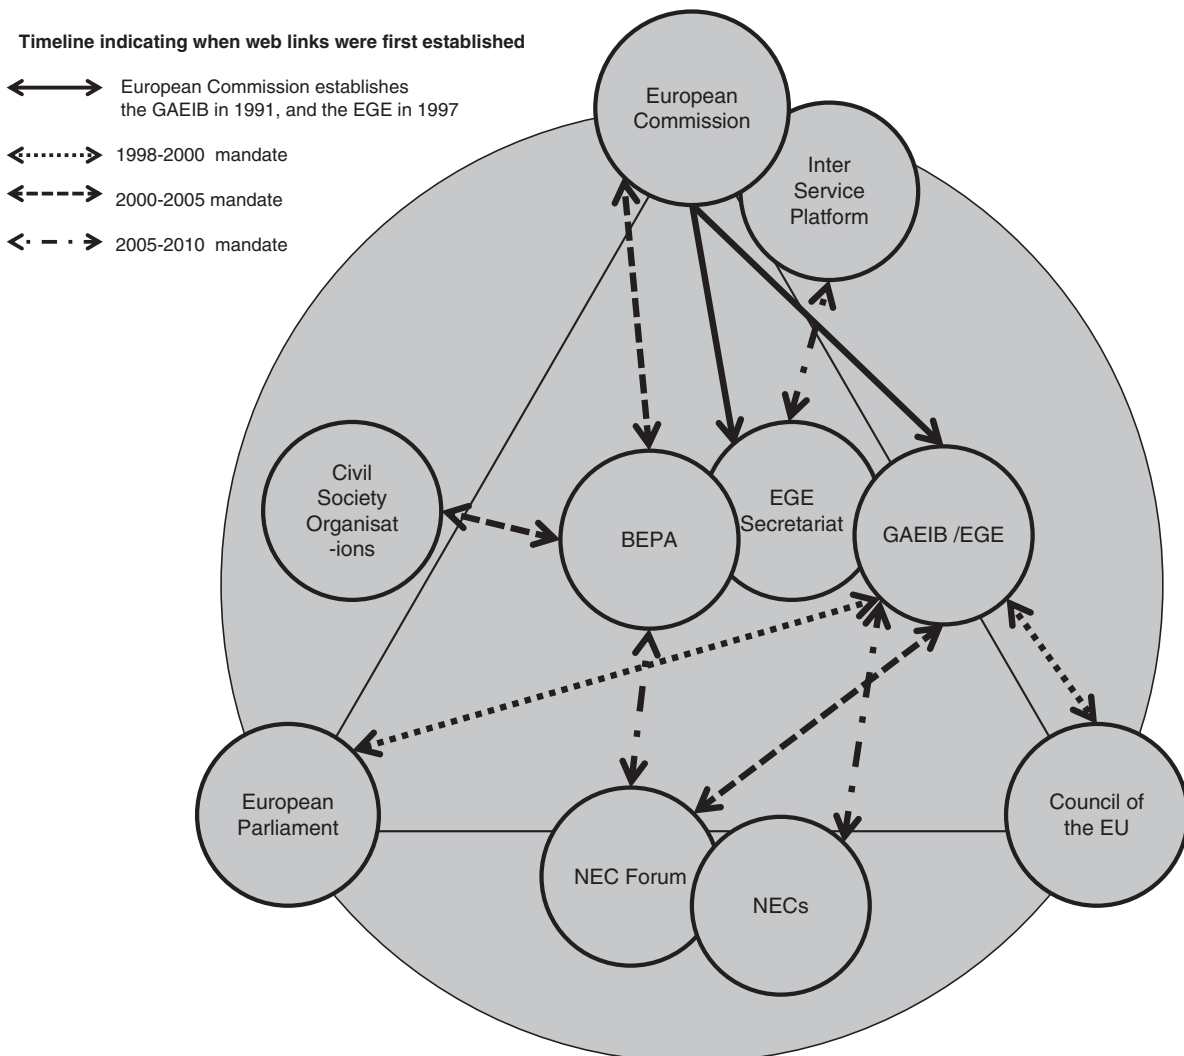 Timeline indicating when web links were first established
European Commission establishes
the GAEIB in 1991, and the EGE in 1997
1998-2000 mandate
2000-2005 mandate
2005-2010 mandate
European
Commission
Inter
Service
Platform
Civil
Society
Organisat
-ions
BEPA
EGE
Secretariat
GAEIB /EGE
European
Parliament
NEC Forum
NECs
Council of
the EU